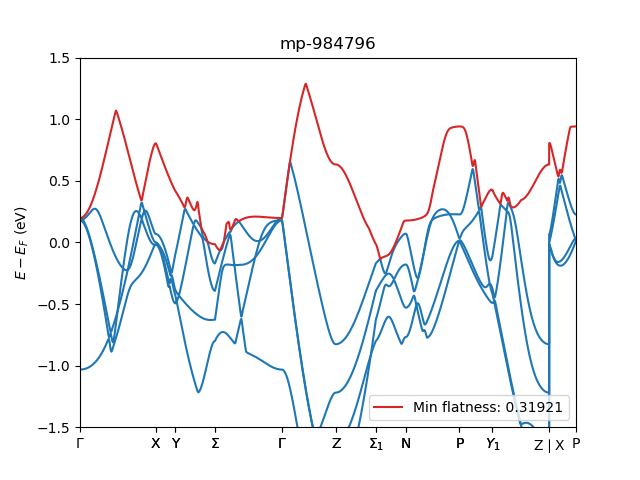 mp-984796
E − E_F (eV)
1.5
1.0
0.5
0.0
−0.5
−1.0
−1.5
Min flatness: 0.31921
Γ X Y Σ Γ Z Σ₁ N P Y₁ Z | X P